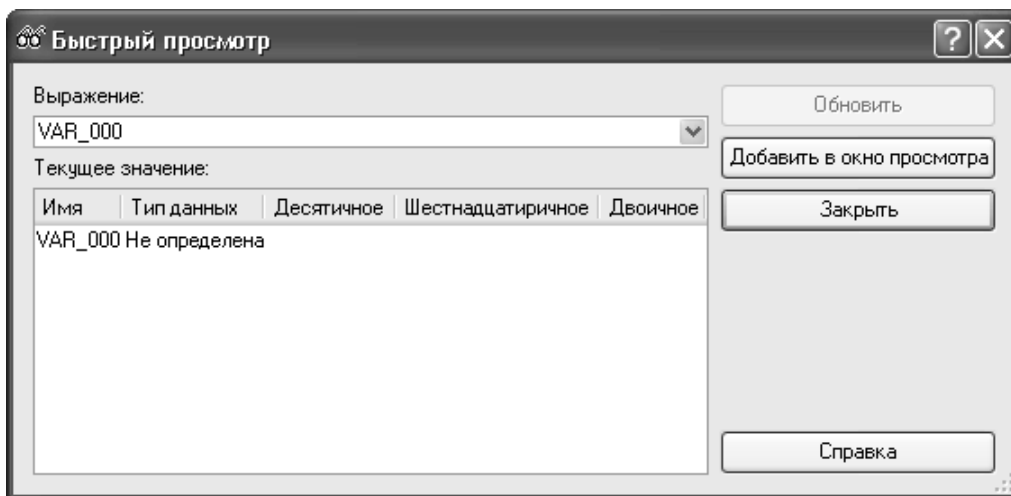 Быстрый просмотр
Выражение:
VAR_000
Обновить
Добавить в окно просмотра
Текущее значение:
Имя Тип данных Десятичное Шестнадцатиричное Двоичное
Закрыть
VAR_000 Не определена
Справка